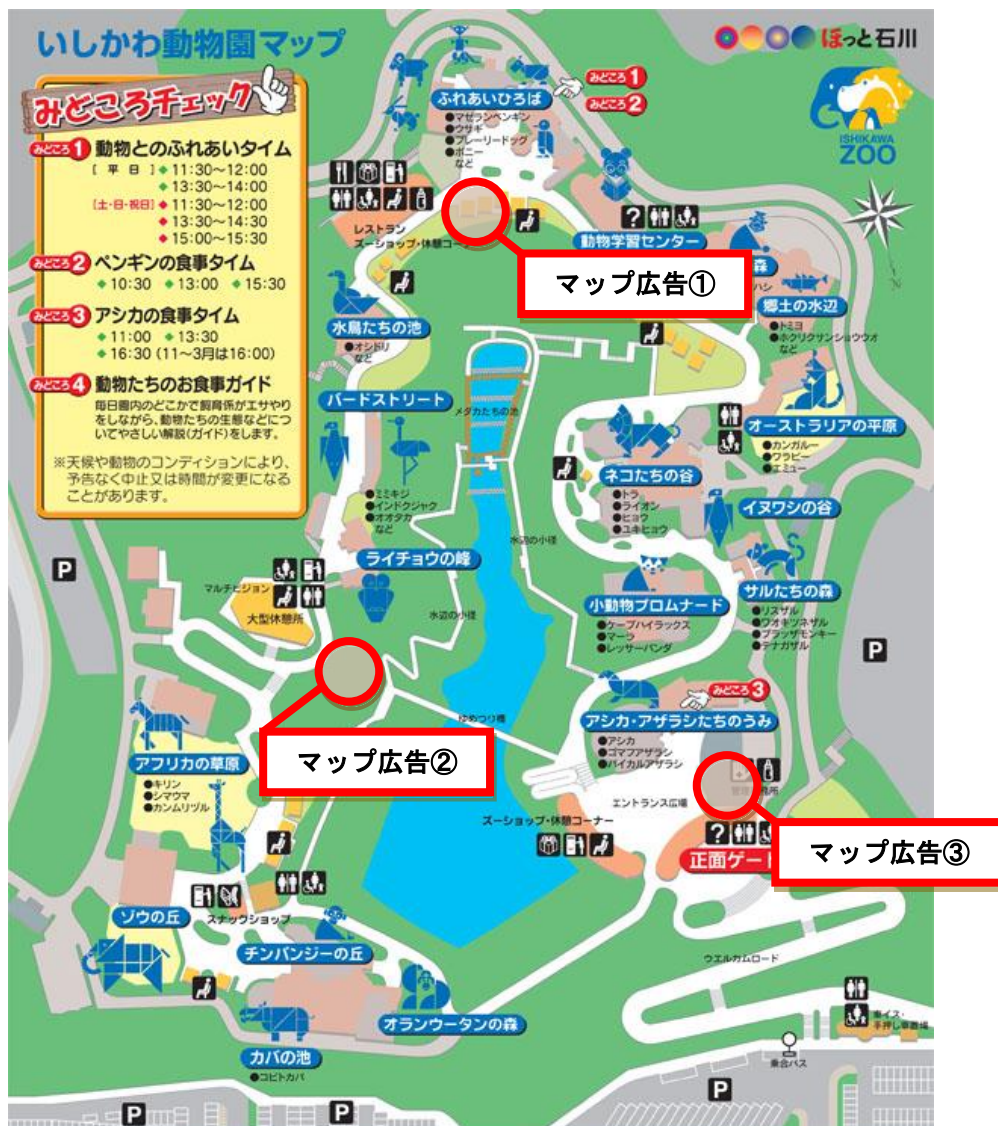 いしかわ動物園マップ
ほっと石川
ISHIKAWA
ZOO
みどころチェック
みどころ1 動物とのふれあいタイム
[平日]◆11:30～12:00
◆13:30～14:00
[土・日・祝日]◆11:30～12:00
◆13:30～14:30
◆15:00～15:30
みどころ2 ペンギンの食事タイム
◆10:30 ◆13:00 ◆15:30
みどころ3 アシカの食事タイム
◆11:00 ◆13:30
◆16:30 (11～3月は16:00)
みどころ4 動物たちのお食事ガイド
毎日園内のどこかで飼育係がエサやり
をしながら、動物たちの生態などにつ
いてやさしい解説(ガイド)をします。
※天候や動物のコンディションにより、
予告なく中止又は時間が変更になる
ことがあります。
みどころ1
みどころ2
ふれあいひろば
●マゼランペンギン
●ウサギ
●プレーリードッグ
●ポニー
など
レストラン
ズーショップ・休憩コーナ
?
動物学習センター
マップ広告①
森
ハシ
郷土の水辺
●トミヨ
●ホクリクサンショウウオ
など
水鳥たちの池
●オシドリ
など
バードストリート
●ミミキジ
●インドクジャク
●オオタカ
など
メダカたちの池
オーストラリアの平原
●カンガルー
●ワラビー
●エミュー
ネコたちの谷
●トラ
●ライオン
●ヒョウ
●ユキヒョウ
イヌワシの谷
水辺の小径
ライチョウの峰
マルチビジョン
大型休憩所
水辺の小径
P
小動物プロムナード
●ケープハイラックス
●マーラ
●レッサーパンダ
サルたちの森
●リスザル
●ワオキツネザル
●ブラッザモンキー
●テナガザル
P
みどころ3
アシカ・アザラシたちのうみ
●アシカ
●ゴマフアザラシ
●バイカルアザラシ
ゆめつり橋
マップ広告②
アフリカの草原
●キリン
●シマウマ
●カンムリヅル
エントランス広場
ズーショップ・休憩コーナー
?
正面ゲー
マップ広告③
ゾウの丘
スナックショップ
チンパンジーの丘
オランウータンの森
カバの池
●コビトカバ
ウエルカムロード
車イス・
手押し車置場
乗合バス
P
P
P